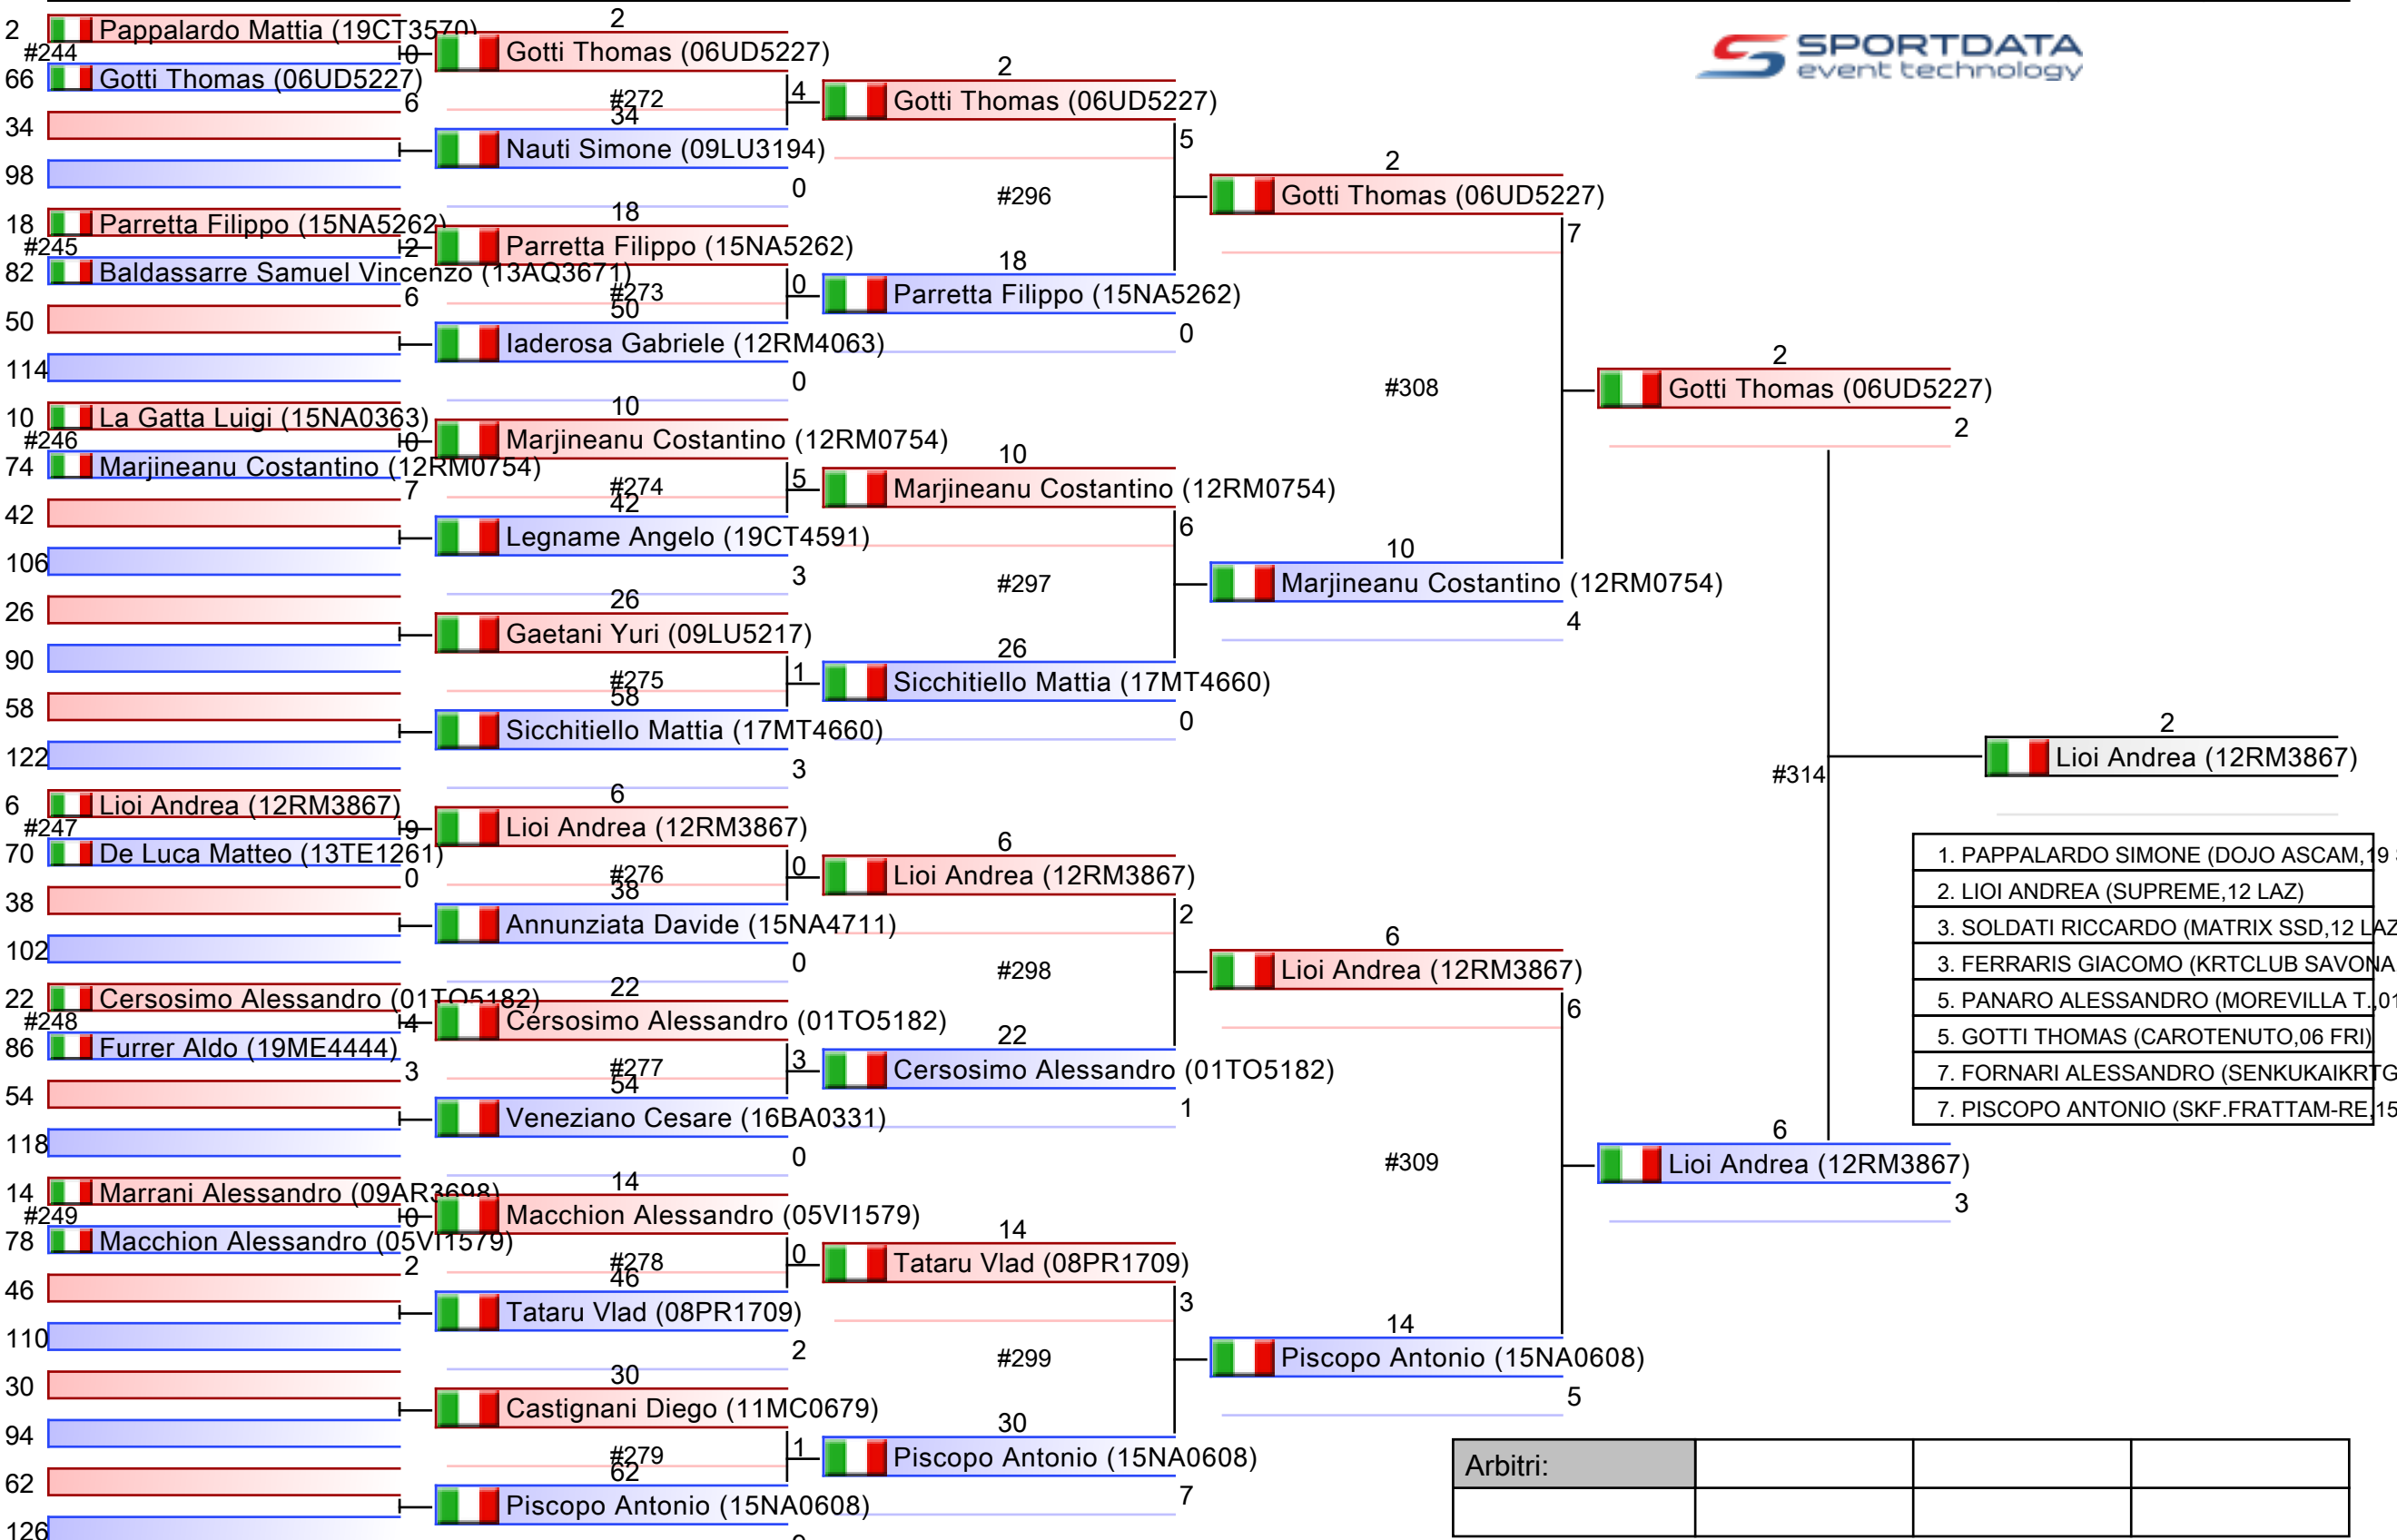 SPORTDATA
event technology
2 Pappalardo Mattia (19CT3570)
#244
0
66 Gotti Thomas (06UD5227)
6
34
98
18 Parretta Filippo (15NA5262)
#245
2
82 Baldassarre Samuel Vincenzo (13AQ3671)
6
50
114
10 La Gatta Luigi (15NA0363)
#246
0
74 Marjineanu Costantino (12RM0754)
7
42
106
26
90
58
122
6 Lioi Andrea (12RM3867)
#247
9
70 De Luca Matteo (13TE1261)
0
38
102
22 Cersosimo Alessandro (01TO5182)
#248
4
86 Furrer Aldo (19ME4444)
3
54
118
14 Marrani Alessandro (09AR3698)
#249
0
78 Macchion Alessandro (05VI1579)
2
46
110
30
94
62
126
2
Gotti Thomas (06UD5227)
4
#272
34
Nauti Simone (09LU3194)
0
18
Parretta Filippo (15NA5262)
0
#273
50
Iaderosa Gabriele (12RM4063)
0
10
Marjineanu Costantino (12RM0754)
5
#274
42
Legname Angelo (19CT4591)
3
26
Gaetani Yuri (09LU5217)
1
#275
58
Sicchitiello Mattia (17MT4660)
3
6
Lioi Andrea (12RM3867)
0
#276
38
Annunziata Davide (15NA4711)
0
22
Cersosimo Alessandro (01TO5182)
3
#277
54
Veneziano Cesare (16BA0331)
0
14
Macchion Alessandro (05VI1579)
0
#278
46
Tataru Vlad (08PR1709)
2
30
Castignani Diego (11MC0679)
1
#279
62
Piscopo Antonio (15NA0608)
2
Gotti Thomas (06UD5227)
5
#296
18
Parretta Filippo (15NA5262)
0
10
Marjineanu Costantino (12RM0754)
6
#297
26
Sicchitiello Mattia (17MT4660)
0
6
Lioi Andrea (12RM3867)
2
#298
22
Cersosimo Alessandro (01TO5182)
1
14
Tataru Vlad (08PR1709)
3
#299
30
Piscopo Antonio (15NA0608)
7
2
Gotti Thomas (06UD5227)
7
#308
10
Marjineanu Costantino (12RM0754)
4
6
Lioi Andrea (12RM3867)
6
#309
14
Piscopo Antonio (15NA0608)
5
2
Gotti Thomas (06UD5227)
2
#314
6
Lioi Andrea (12RM3867)
3
2
Lioi Andrea (12RM3867)
1. PAPPALARDO SIMONE (DOJO ASCAM,19
2. LIOI ANDREA (SUPREME,12 LAZ)
3. SOLDATI RICCARDO (MATRIX SSD,12 LAZ
3. FERRARIS GIACOMO (KRTCLUB SAVONA
5. PANARO ALESSANDRO (MOREVILLA T.,01
5. GOTTI THOMAS (CAROTENUTO,06 FRI)
7. FORNARI ALESSANDRO (SENKUKAIKRTG
7. PISCOPO ANTONIO (SKF.FRATTAM-RE,15
Arbitri: